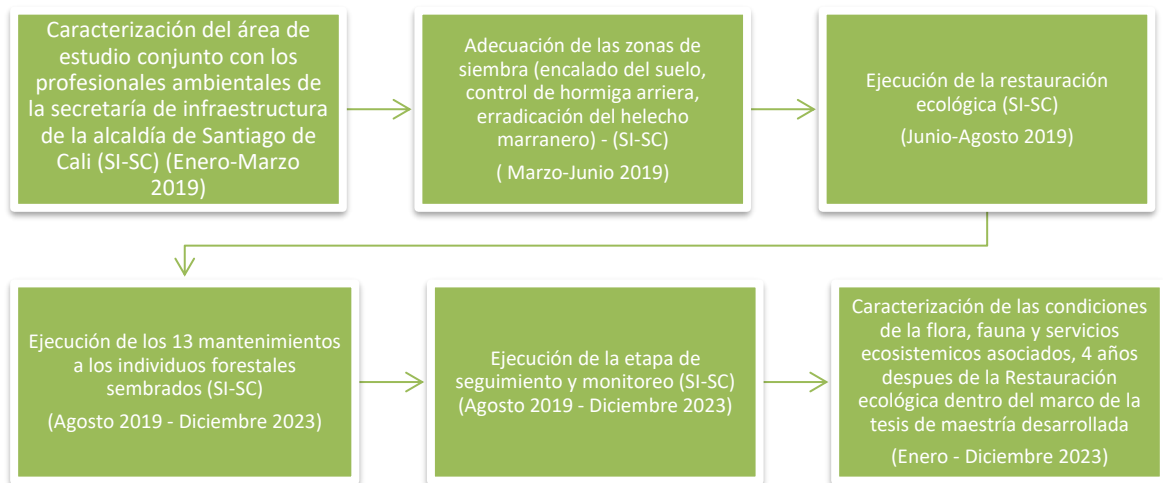 Caracterización del área de
estudio conjunto con los
profesionales ambientales de
la secretaría de infraestructura
de la alcaldía de Santiago de
Cali (SI-SC) (Enero-Marzo
2019)
Adecuación de las zonas de
siembra (encalado del suelo,
control de hormiga arriera,
erradicación del helecho
marranero) - (SI-SC)
( Marzo-Junio 2019)
Ejecución de la restauración
ecológica (SI-SC)
(Junio-Agosto 2019)
Ejecución de los 13 mantenimientos
a los individuos forestales
sembrados (SI-SC)
(Agosto 2019 - Diciembre 2023)
Ejecución de la etapa de
seguimiento y monitoreo (SI-SC)
(Agosto 2019 - Diciembre 2023)
Caracterización de las condiciones
de la flora, fauna y servicios
ecosistemicos asociados, 4 años
despues de la Restauración
ecológica dentro del marco de la
tesis de maestría desarrollada
(Enero - Diciembre 2023)